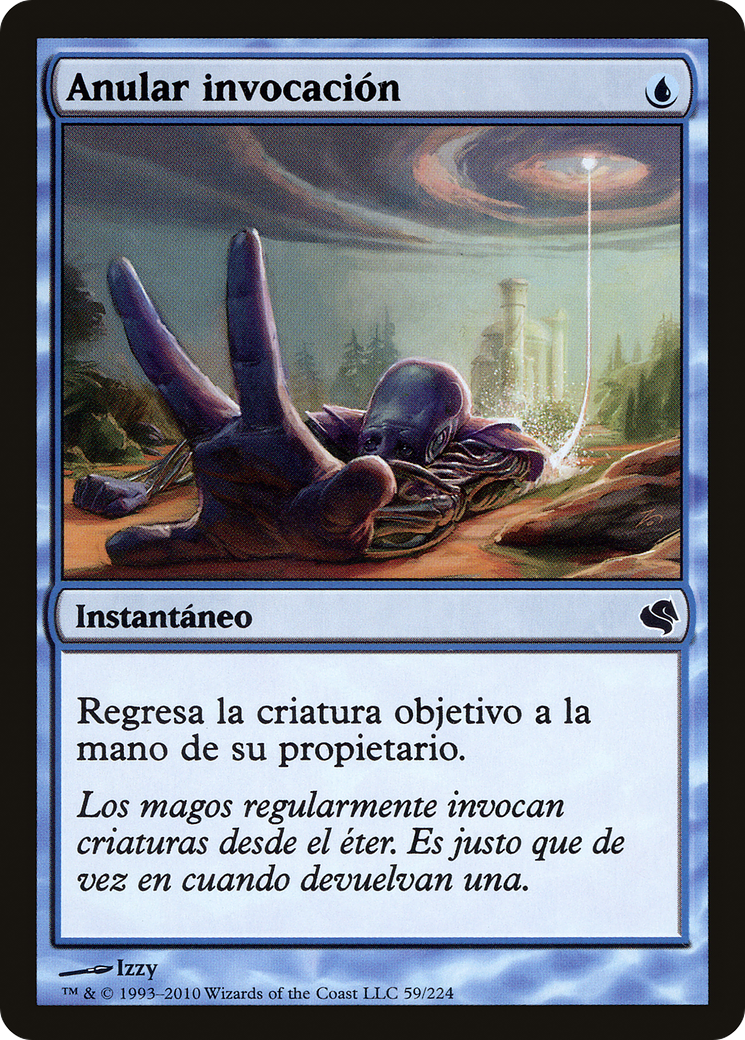 Anular invocación
Instantáneo
Regresa la criatura objetivo a la
mano de su propietario.
Los magos regularmente invocan
criaturas desde el éter. Es justo que de
vez en cuando devuelvan una.
Izzy
™ & © 1993–2010 Wizards of the Coast LLC 59/224